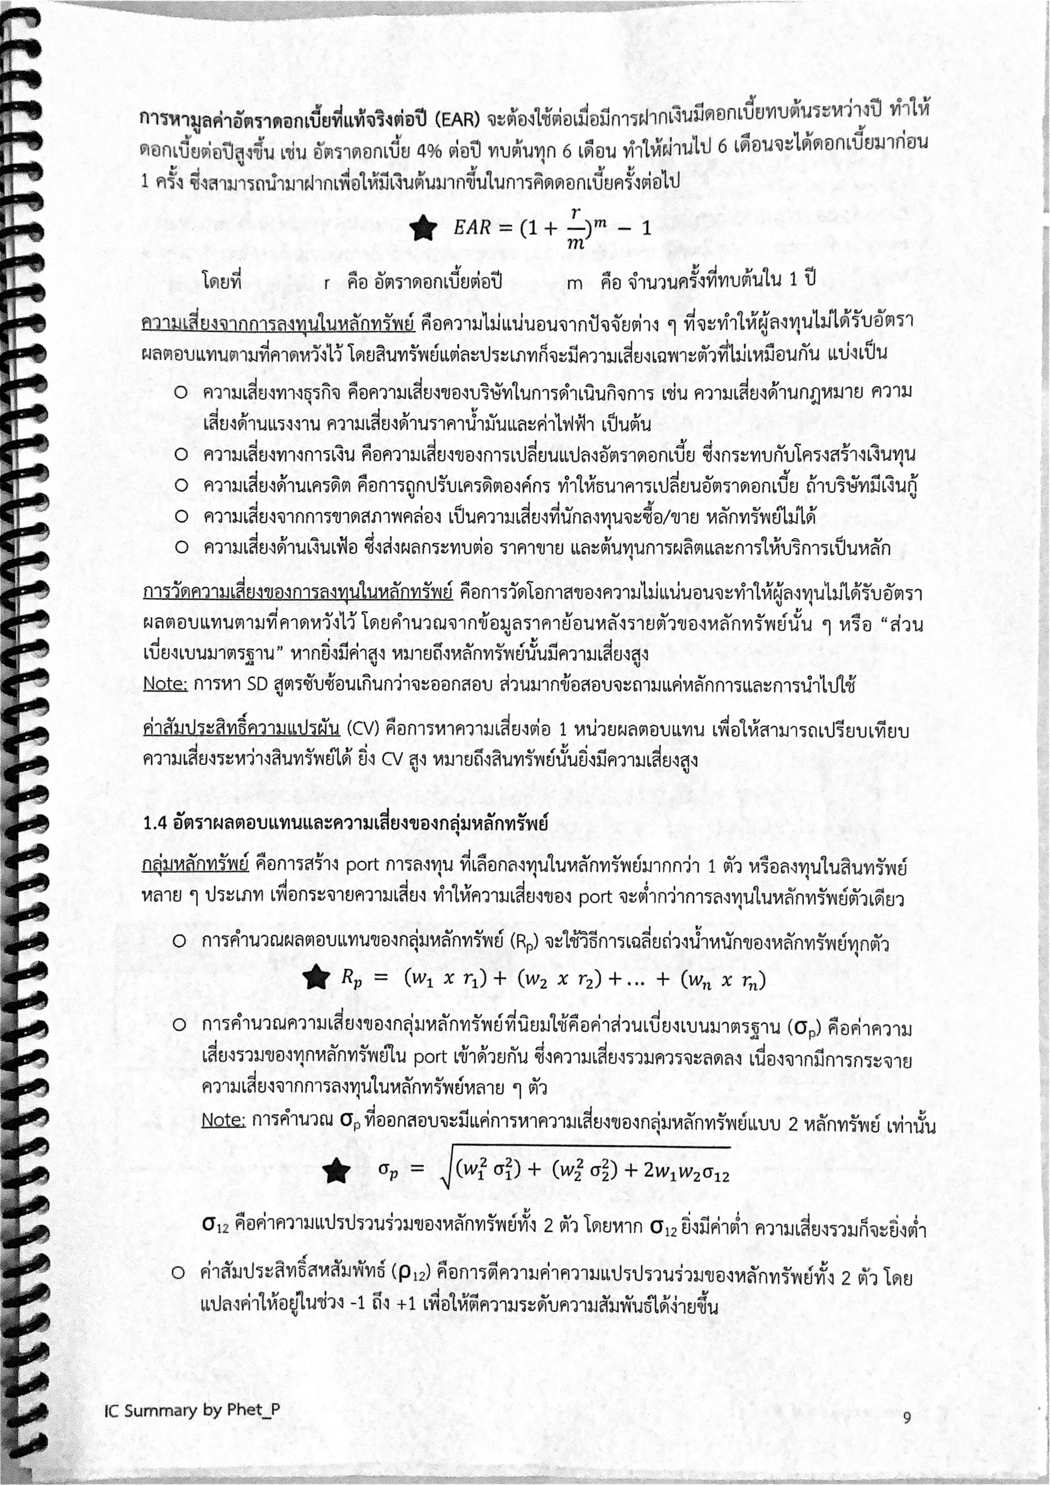 การหามูลค่าอัตราดอกเบี้ยที่แท้จริงต่อปี (EAR) จะต้องใช้ต่อเมื่อมีการฝากเงินมีดอกเบี้ยทบต้นระหว่างปี ทำให้
ดอกเบี้ยต่อปีสูงขึ้น เช่น อัตราดอกเบี้ย 4% ต่อปี ทบต้นทุก 6 เดือน ทำให้ผ่านไป 6 เดือนจะได้ดอกเบี้ยมาก่อน
1 ครั้ง ซึ่งสามารถนำมาฝากเพื่อให้มีเงินต้นมากขึ้นในการคิดดอกเบี้ยครั้งต่อไป
★ EAR = (1 + r/m)^m − 1
โดยที่ r คือ อัตราดอกเบี้ยต่อปี m คือ จำนวนครั้งที่ทบต้นใน 1 ปี
ความเสี่ยงจากการลงทุนในหลักทรัพย์ คือความไม่แน่นอนจากปัจจัยต่าง ๆ ที่จะทำให้ผู้ลงทุนไม่ได้รับอัตรา
ผลตอบแทนตามที่คาดหวังไว้ โดยสินทรัพย์แต่ละประเภทก็จะมีความเสี่ยงเฉพาะตัวที่ไม่เหมือนกัน แบ่งเป็น
○ ความเสี่ยงทางธุรกิจ คือความเสี่ยงของบริษัทในการดำเนินกิจการ เช่น ความเสี่ยงด้านกฎหมาย ความ
เสี่ยงด้านแรงงาน ความเสี่ยงด้านราคาน้ำมันและค่าไฟฟ้า เป็นต้น
○ ความเสี่ยงทางการเงิน คือความเสี่ยงของการเปลี่ยนแปลงอัตราดอกเบี้ย ซึ่งกระทบกับโครงสร้างเงินทุน
○ ความเสี่ยงด้านเครดิต คือการถูกปรับเครดิตองค์กร ทำให้ธนาคารเปลี่ยนอัตราดอกเบี้ย ถ้าบริษัทมีเงินกู้
○ ความเสี่ยงจากการขาดสภาพคล่อง เป็นความเสี่ยงที่นักลงทุนจะซื้อ/ขาย หลักทรัพย์ไม่ได้
○ ความเสี่ยงด้านเงินเฟ้อ ซึ่งส่งผลกระทบต่อ ราคาขาย และต้นทุนการผลิตและการให้บริการเป็นหลัก
การวัดความเสี่ยงของการลงทุนในหลักทรัพย์ คือการวัดโอกาสของความไม่แน่นอนจะทำให้ผู้ลงทุนไม่ได้รับอัตรา
ผลตอบแทนตามที่คาดหวังไว้ โดยคำนวณจากข้อมูลราคาย้อนหลังรายตัวของหลักทรัพย์นั้น ๆ หรือ “ส่วน
เบี่ยงเบนมาตรฐาน” หากยิ่งมีค่าสูง หมายถึงหลักทรัพย์นั้นมีความเสี่ยงสูง
Note: การหา SD สูตรซับซ้อนเกินกว่าจะออกสอบ ส่วนมากข้อสอบจะถามแค่หลักการและการนำไปใช้
ค่าสัมประสิทธิ์ความแปรผัน (CV) คือการหาความเสี่ยงต่อ 1 หน่วยผลตอบแทน เพื่อให้สามารถเปรียบเทียบ
ความเสี่ยงระหว่างสินทรัพย์ได้ ยิ่ง CV สูง หมายถึงสินทรัพย์นั้นยิ่งมีความเสี่ยงสูง
1.4 อัตราผลตอบแทนและความเสี่ยงของกลุ่มหลักทรัพย์
กลุ่มหลักทรัพย์ คือการสร้าง port การลงทุน ที่เลือกลงทุนในหลักทรัพย์มากกว่า 1 ตัว หรือลงทุนในสินทรัพย์
หลาย ๆ ประเภท เพื่อกระจายความเสี่ยง ทำให้ความเสี่ยงของ port จะต่ำกว่าการลงทุนในหลักทรัพย์ตัวเดียว
○ การคำนวณผลตอบแทนของกลุ่มหลักทรัพย์ (Rₚ) จะใช้วิธีการเฉลี่ยถ่วงน้ำหนักของหลักทรัพย์ทุกตัว
★ Rₚ = (w₁ x r₁) + (w₂ x r₂) + ... + (wₙ x rₙ)
○ การคำนวณความเสี่ยงของกลุ่มหลักทรัพย์ที่นิยมใช้คือค่าส่วนเบี่ยงเบนมาตรฐาน (σₚ) คือค่าความ
เสี่ยงรวมของทุกหลักทรัพย์ใน port เข้าด้วยกัน ซึ่งความเสี่ยงรวมควรจะลดลง เนื่องจากมีการกระจาย
ความเสี่ยงจากการลงทุนในหลักทรัพย์หลาย ๆ ตัว
Note: การคำนวณ σₚ ที่ออกสอบจะมีแค่การหาความเสี่ยงของกลุ่มหลักทรัพย์แบบ 2 หลักทรัพย์ เท่านั้น
★ σₚ = √((w₁² σ₁²) + (w₂² σ₂²) + 2w₁w₂σ₁₂)
σ₁₂ คือค่าความแปรปรวนร่วมของหลักทรัพย์ทั้ง 2 ตัว โดยหาก σ₁₂ ยิ่งมีค่าต่ำ ความเสี่ยงรวมก็จะยิ่งต่ำ
○ ค่าสัมประสิทธิ์สหสัมพันธ์ (ρ₁₂) คือการตีความค่าความแปรปรวนร่วมของหลักทรัพย์ทั้ง 2 ตัว โดย
แปลงค่าให้อยู่ในช่วง -1 ถึง +1 เพื่อให้ตีความระดับความสัมพันธ์ได้ง่ายขึ้น
IC Summary by Phet_P
9